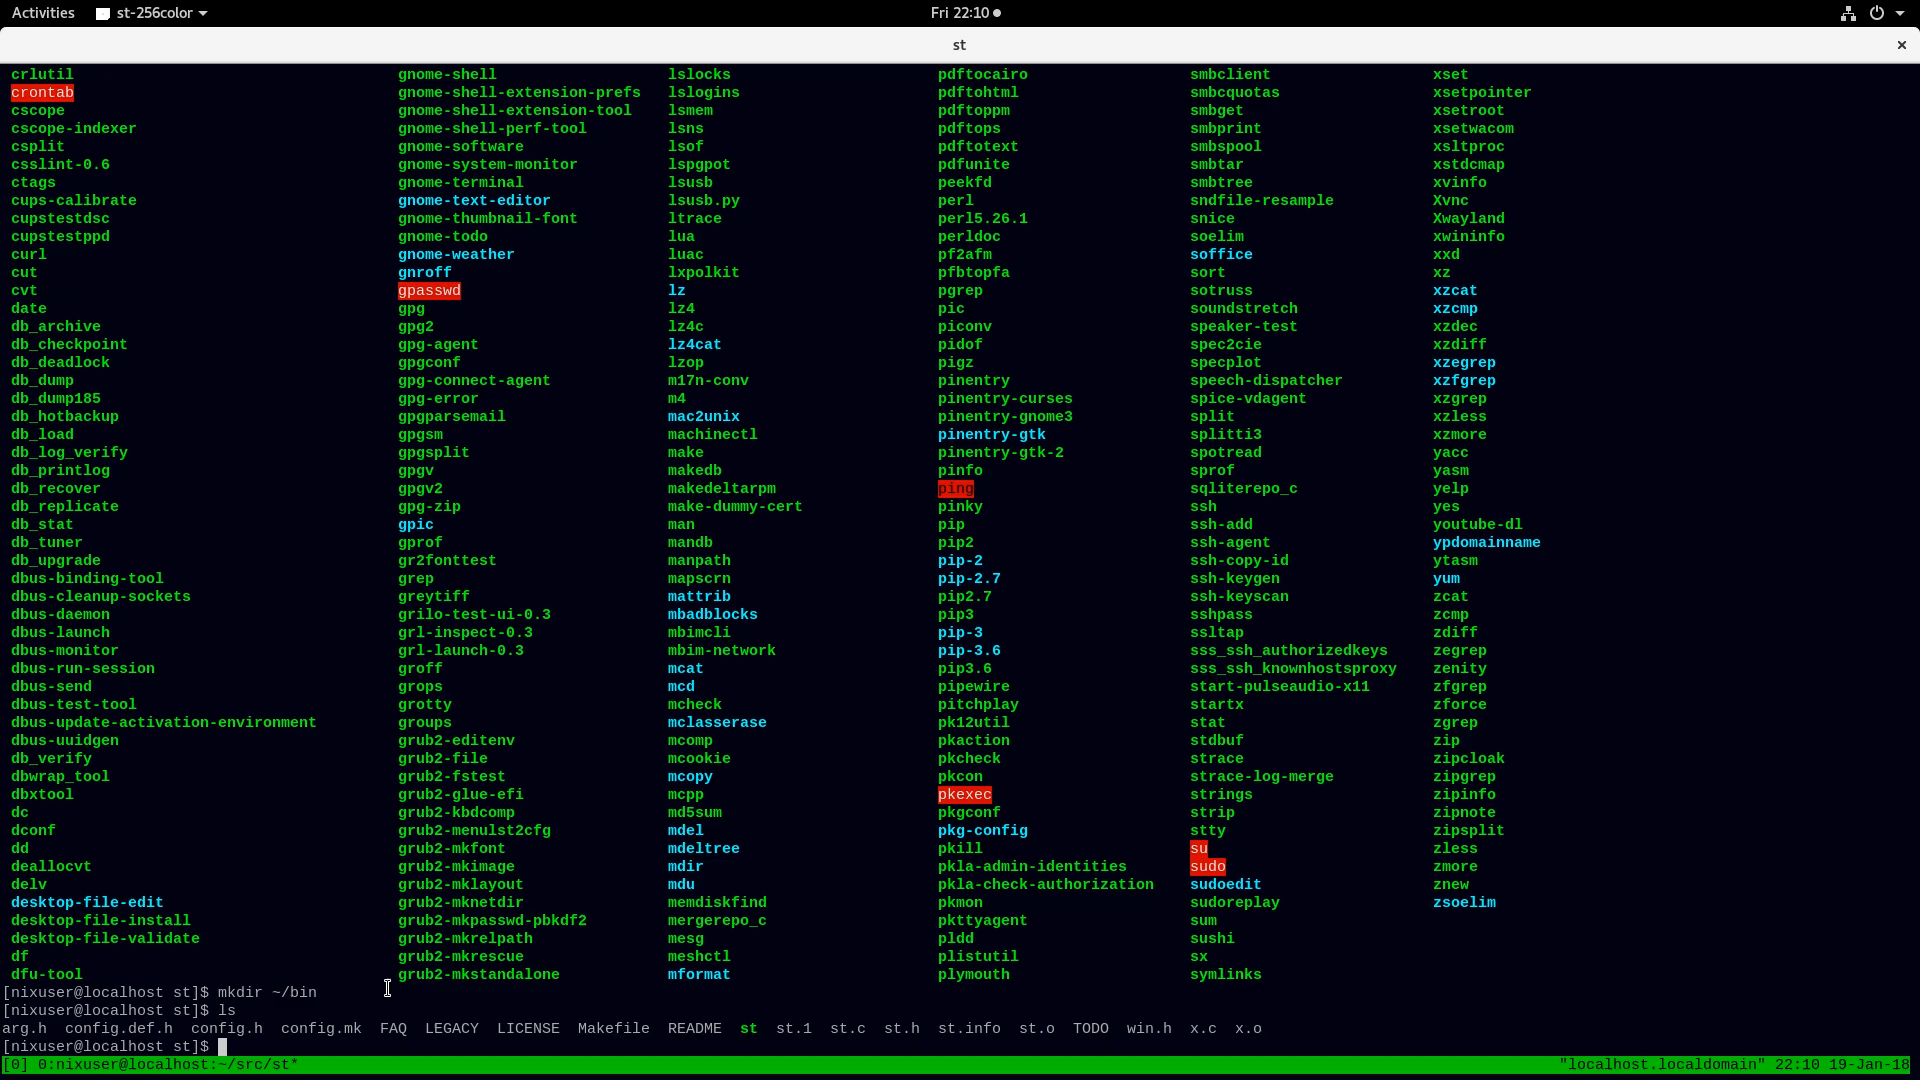 Activities st-256color Fri 22:10
st
crlutil gnome-shell lslocks pdftocairo smbclient xset
crontab gnome-shell-extension-prefs lslogins pdftohtml smbcquotas xsetpointer
cscope gnome-shell-extension-tool lsmem pdftoppm smbget xsetroot
cscope-indexer gnome-shell-perf-tool lsns pdftops smbprint xsetwacom
csplit gnome-software lsof pdftotext smbspool xsltproc
csslint-0.6 gnome-system-monitor lspgpot pdfunite smbtar xstdcmap
ctags gnome-terminal lsusb peekfd smbtree xvinfo
cups-calibrate gnome-text-editor lsusb.py perl sndfile-resample Xvnc
cupstestdsc gnome-thumbnail-font ltrace perl5.26.1 snice Xwayland
cupstestppd gnome-todo lua perldoc soelim xwininfo
curl gnome-weather luac pf2afm soffice xxd
cut gnroff lxpolkit pfbtopfa sort xz
cvt gpasswd lz pgrep sotruss xzcat
date gpg lz4 pic soundstretch xzcmp
db_archive gpg2 lz4c piconv speaker-test xzdec
db_checkpoint gpg-agent lz4cat pidof spec2cie xzdiff
db_deadlock gpgconf lzop pigz specplot xzegrep
db_dump gpg-connect-agent m17n-conv pinentry speech-dispatcher xzfgrep
db_dump185 gpg-error m4 pinentry-curses spice-vdagent xzgrep
db_hotbackup gpgparsemail mac2unix pinentry-gnome3 split xzless
db_load gpgsm machinectl pinentry-gtk splitti3 xzmore
db_log_verify gpgsplit make pinentry-gtk-2 spotread yacc
db_printlog gpgv makedb pinfo sprof yasm
db_recover gpgv2 makedeltarpm ping sqliterepo_c yelp
db_replicate gpg-zip make-dummy-cert pinky ssh yes
db_stat gpic man pip ssh-add youtube-dl
db_tuner gprof mandb pip2 ssh-agent ypdomainname
db_upgrade gr2fonttest manpath pip-2 ssh-copy-id ytasm
dbus-binding-tool grep mapscrn pip-2.7 ssh-keygen yum
dbus-cleanup-sockets greytiff mattrib pip2.7 ssh-keyscan zcat
dbus-daemon grilo-test-ui-0.3 mbadblocks pip3 sshpass zcmp
dbus-launch grl-inspect-0.3 mbimcli pip-3 ssltap zdiff
dbus-monitor grl-launch-0.3 mbim-network pip-3.6 sss_ssh_authorizedkeys zegrep
dbus-run-session groff mcat pip3.6 sss_ssh_knownhostsproxy zenity
dbus-send grops mcd pipewire start-pulseaudio-x11 zfgrep
dbus-test-tool grotty mcheck pitchplay startx zforce
dbus-update-activation-environment groups mclasserase pk12util stat zgrep
dbus-uuidgen grub2-editenv mcomp pkaction stdbuf zip
db_verify grub2-file mcookie pkcheck strace zipcloak
dbwrap_tool grub2-fstest mcopy pkcon strace-log-merge zipgrep
dbxtool grub2-glue-efi mcpp pkexec strings zipinfo
dc grub2-kbdcomp md5sum pkgconf strip zipnote
dconf grub2-menulst2cfg mdel pkg-config stty zipsplit
dd grub2-mkfont mdeltree pkill su zless
deallocvt grub2-mkimage mdir pkla-admin-identities sudo zmore
delv grub2-mklayout mdu pkla-check-authorization sudoedit znew
desktop-file-edit grub2-mknetdir memdiskfind pkmon sudoreplay zsoelim
desktop-file-install grub2-mkpasswd-pbkdf2 mergerepo_c pkttyagent sum
desktop-file-validate grub2-mkrelpath mesg pldd sushi
df grub2-mkrescue meshctl plistutil sx
dfu-tool grub2-mkstandalone mformat plymouth symlinks
[nixuser@localhost st]$ mkdir ~/bin
[nixuser@localhost st]$ ls
arg.h config.def.h config.h config.mk FAQ LEGACY LICENSE Makefile README st st.1 st.c st.h st.info st.o TODO win.h x.c x.o
[nixuser@localhost st]$
[0] 0:nixuser@localhost:~/src/st* "localhost.localdomain" 22:10 19-Jan-18